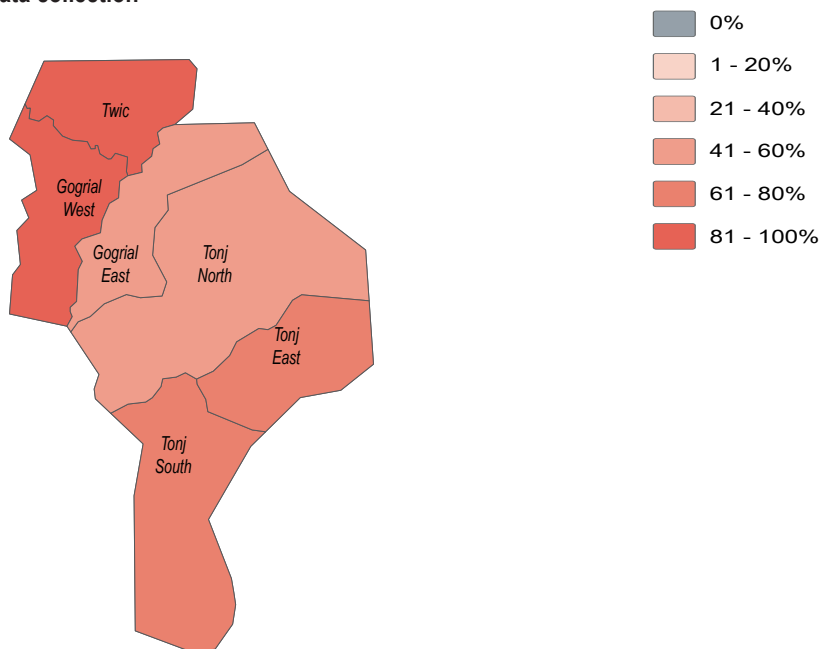 0%
1 - 20%
21 - 40%
41 - 60%
61 - 80%
81 - 100%
Twic
Gogrial
West
Gogrial
East
Tonj
North
Tonj
East
Tonj
South